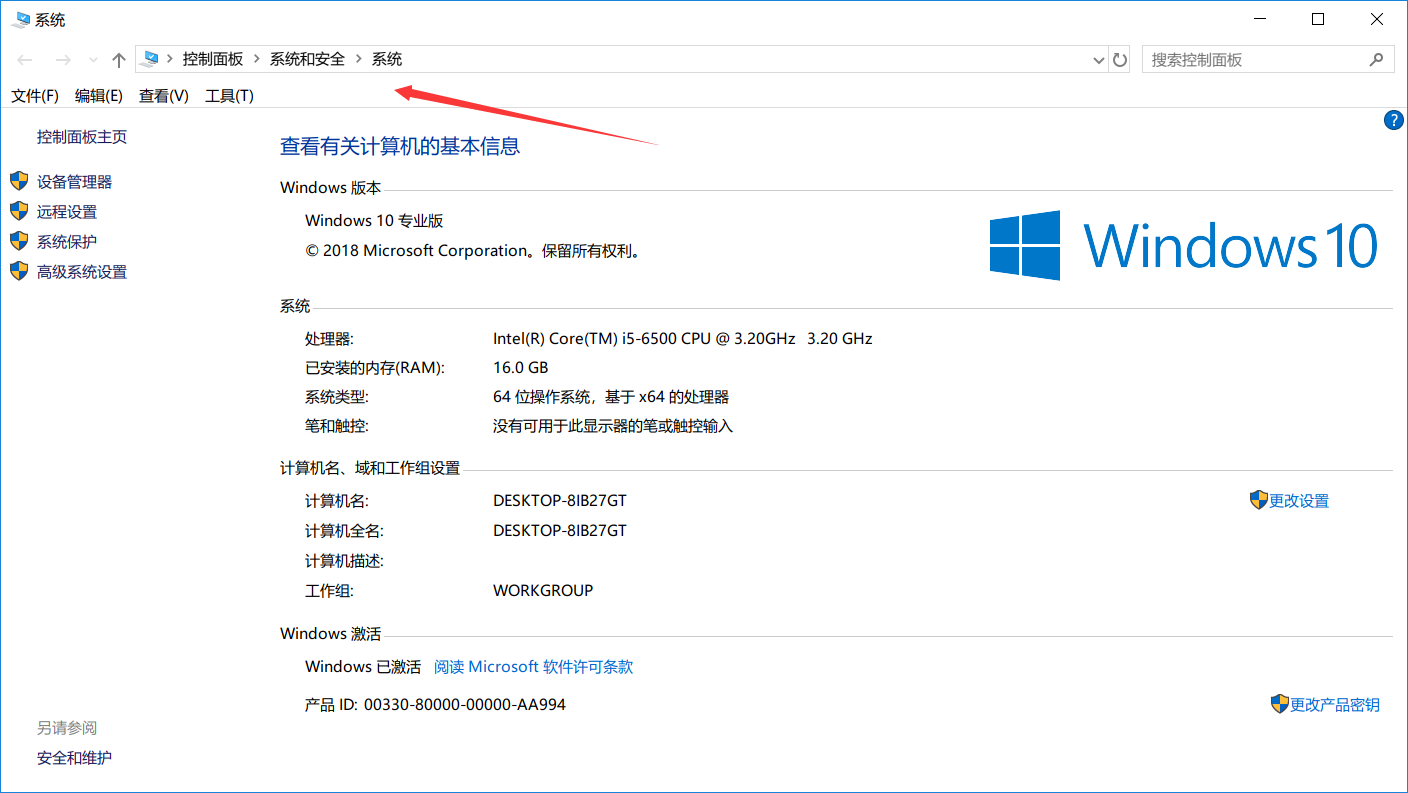 系统
控制面板 系统和安全 系统
搜索控制面板
文件(F) 编辑(E) 查看(V) 工具(T)
?
控制面板主页
设备管理器
远程设置
系统保护
高级系统设置
查看有关计算机的基本信息
Windows 版本
Windows 10 专业版
© 2018 Microsoft Corporation。保留所有权利。
Windows 10
系统
处理器: Intel(R) Core(TM) i5-6500 CPU @ 3.20GHz 3.20 GHz
已安装的内存(RAM): 16.0 GB
系统类型: 64 位操作系统，基于 x64 的处理器
笔和触控: 没有可用于此显示器的笔或触控输入
计算机名、域和工作组设置
计算机名: DESKTOP-8IB27GT 更改设置
计算机全名: DESKTOP-8IB27GT
计算机描述:
工作组: WORKGROUP
Windows 激活
Windows 已激活 阅读 Microsoft 软件许可条款
产品 ID: 00330-80000-00000-AA994 更改产品密钥
另请参阅
安全和维护